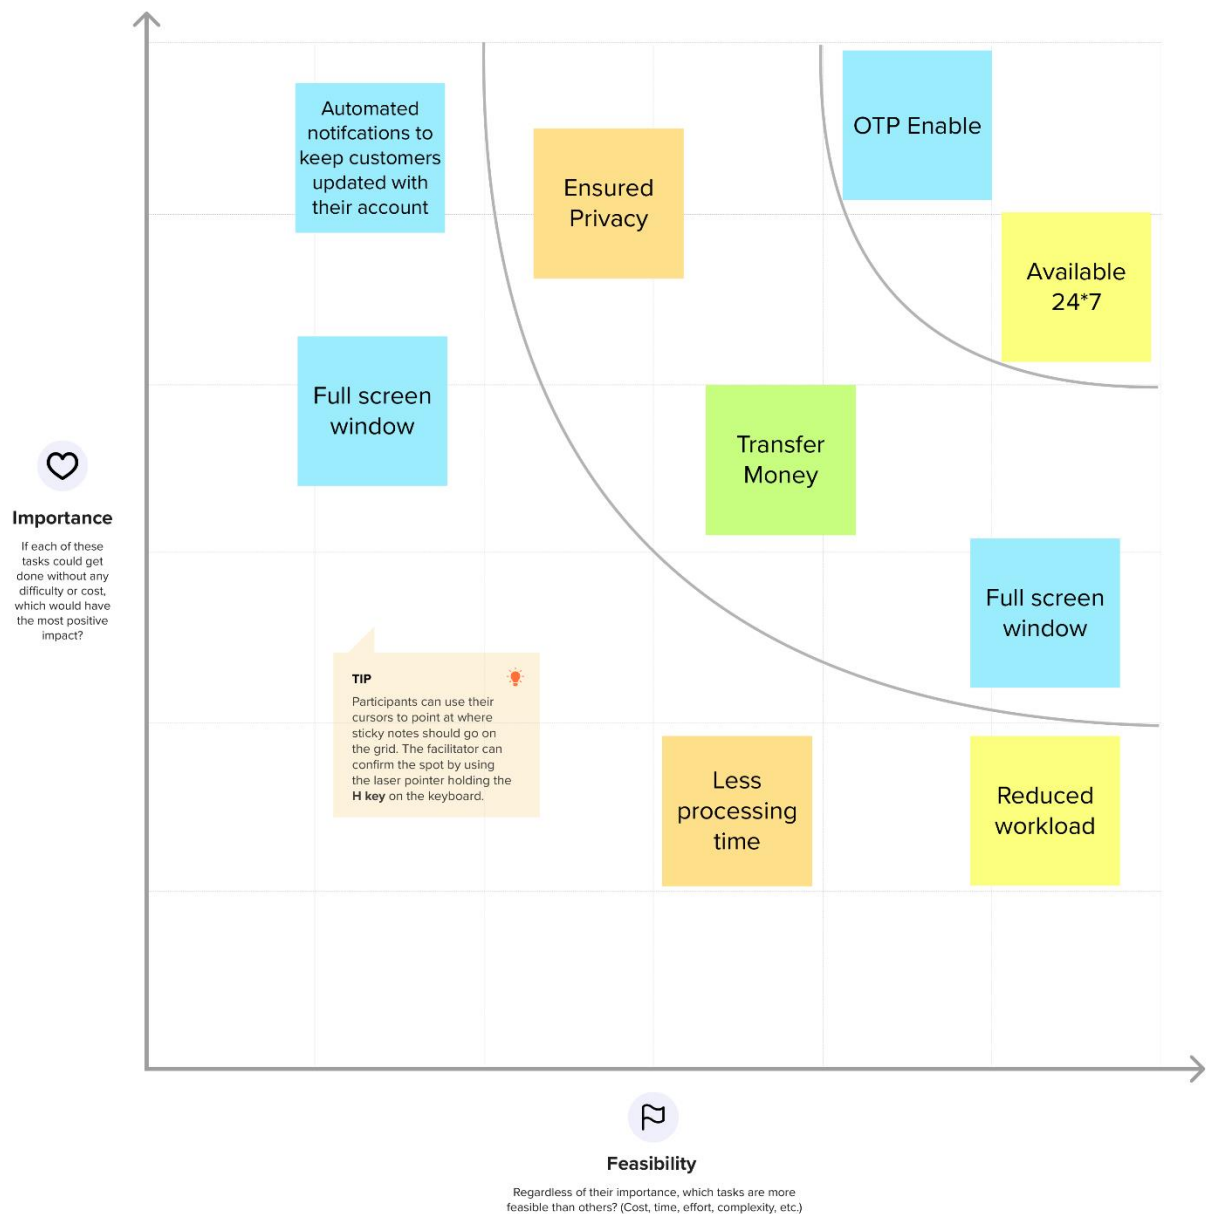 Automated
notifcations to
keep customers
updated with
their account
Ensured
Privacy
OTP Enable
Available
24*7
Full screen
window
Transfer
Money
Full screen
window
Importance
If each of these
tasks could get
done without any
difficulty or cost,
which would have
the most positive
impact?
TIP
Participants can use their
cursors to point at where
sticky notes should go on
the grid. The facilitator can
confirm the spot by using
the laser pointer holding the
H key on the keyboard.
Less
processing
time
Reduced
workload
Feasibility
Regardless of their importance, which tasks are more
feasible than others? (Cost, time, effort, complexity, etc.)